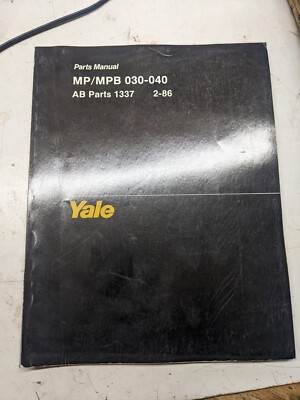 Parts Manual
MP/MPB 030-040
AB Parts 1337 2-86
Yale